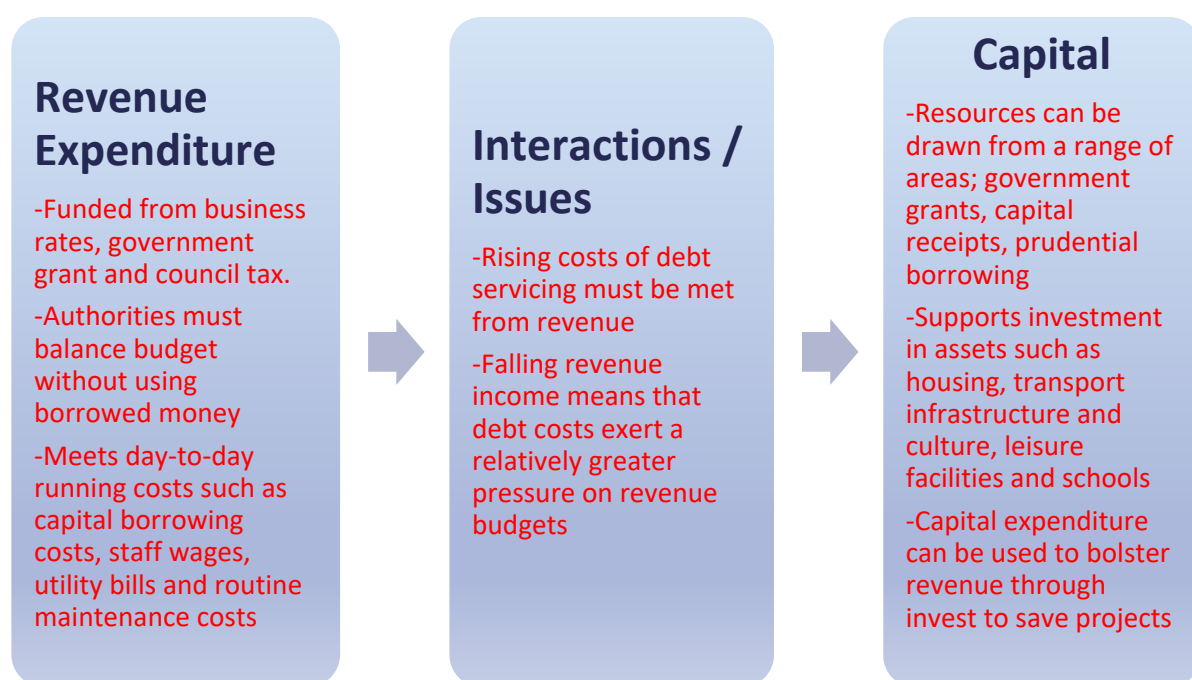 Revenue
Expenditure
-Funded from business
rates, government
grant and council tax.
-Authorities must
balance budget
without using
borrowed money
-Meets day-to-day
running costs such as
capital borrowing
costs, staff wages,
utility bills and routine
maintenance costs
Interactions /
Issues
-Rising costs of debt
servicing must be met
from revenue
-Falling revenue
income means that
debt costs exert a
relatively greater
pressure on revenue
budgets
Capital
-Resources can be
drawn from a range of
areas; government
grants, capital
receipts, prudential
borrowing
-Supports investment
in assets such as
housing, transport
infrastructure and
culture, leisure
facilities and schools
-Capital expenditure
can be used to bolster
revenue through
invest to save projects